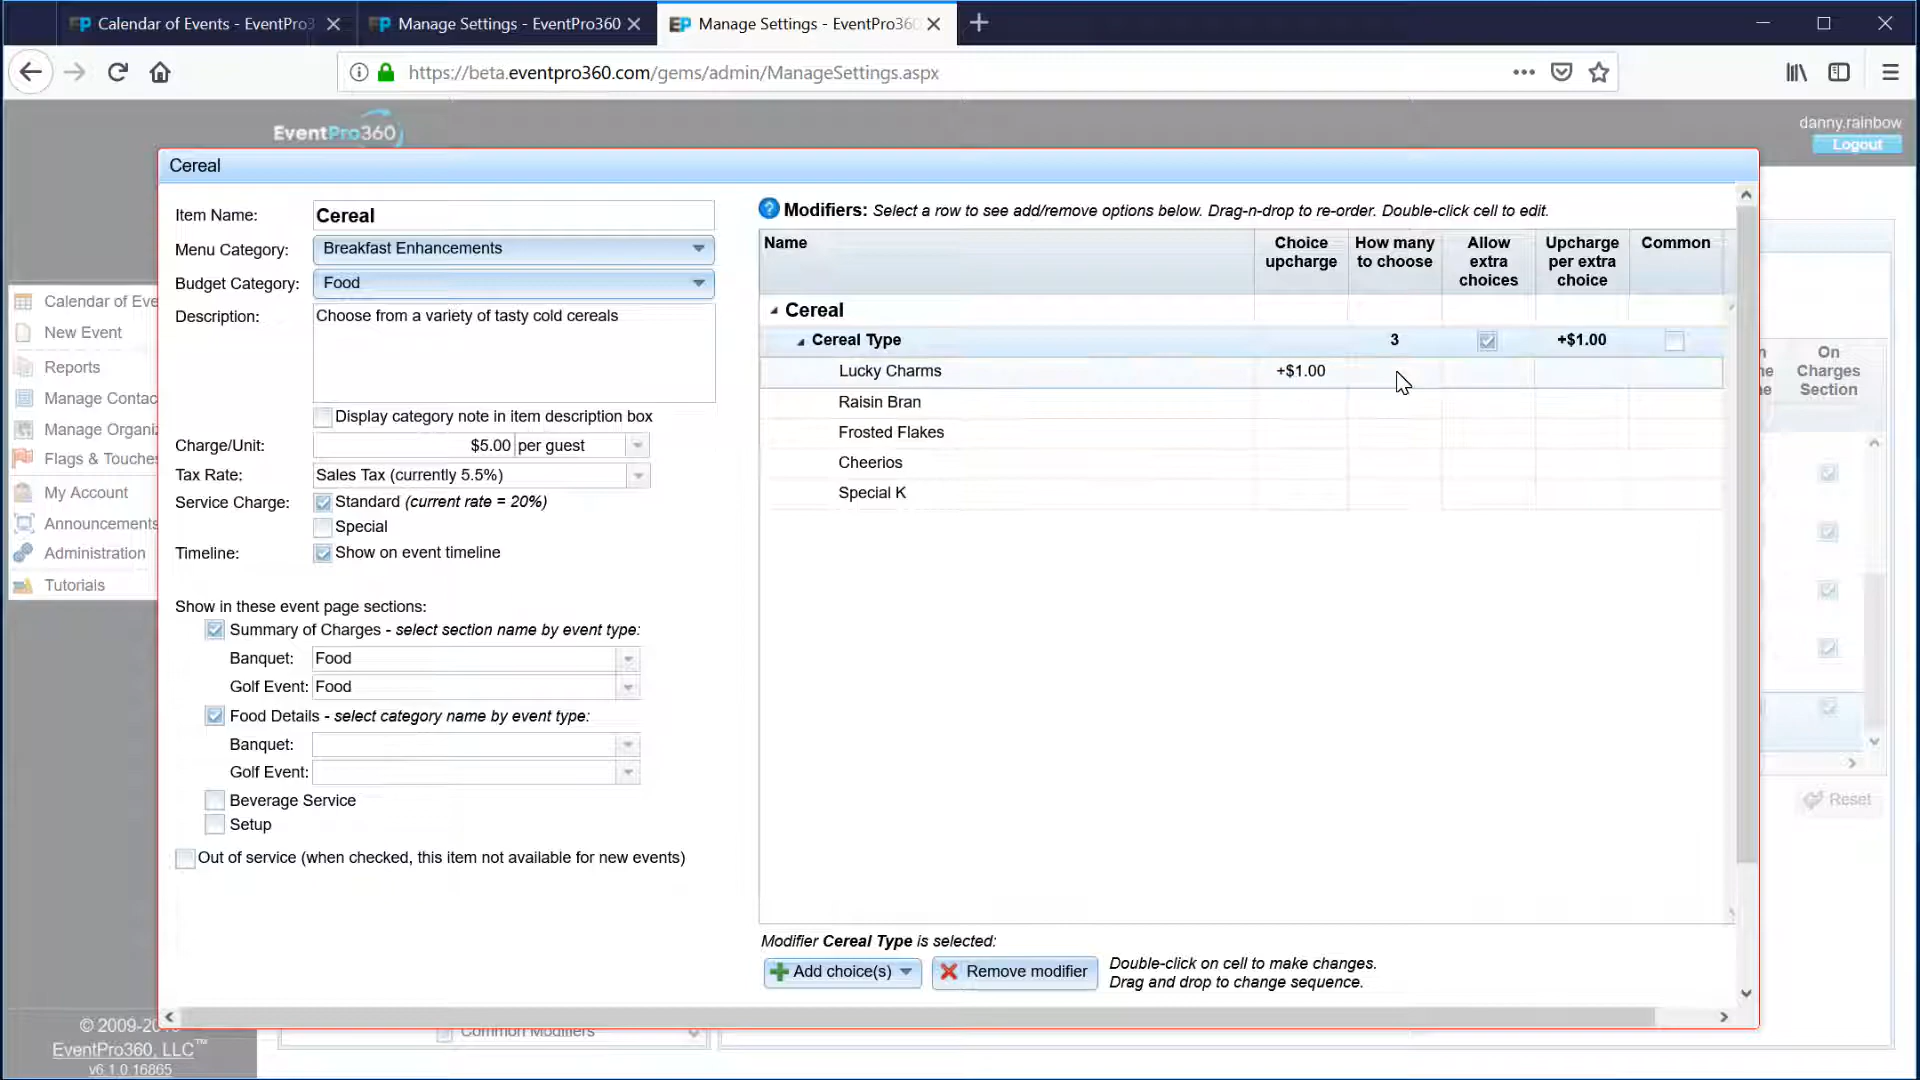 Calendar of Events - EventPro3
Manage Settings - EventPro360
Manage Settings - EventPro360
https://beta.eventpro360.com/gems/admin/ManageSettings.aspx
EventPro360
danny.rainbow
Logout
Cereal
Item Name:
Cereal
Menu Category:
Breakfast Enhancements
Budget Category:
Food
Description:
Choose from a variety of tasty cold cereals
Display category note in item description box
Charge/Unit:
$5.00 per guest
Tax Rate:
Sales Tax (currently 5.5%)
Service Charge:
Standard (current rate = 20%)
Special
Timeline:
Show on event timeline
Show in these event page sections:
Summary of Charges - select section name by event type:
Banquet:
Food
Golf Event:
Food
Food Details - select category name by event type:
Banquet:
Golf Event:
Beverage Service
Setup
Out of service (when checked, this item not available for new events)
? Modifiers: Select a row to see add/remove options below. Drag-n-drop to re-order. Double-click cell to edit.
Name
Choice
upcharge
How many
to choose
Allow
extra
choices
Upcharge
per extra
choice
Common
Cereal
Cereal Type
3
+$1.00
Lucky Charms
+$1.00
Raisin Bran
Frosted Flakes
Cheerios
Special K
Modifier Cereal Type is selected:
Add choice(s)
Remove modifier
Double-click on cell to make changes.
Drag and drop to change sequence.
Calendar of Eve
New Event
Reports
Manage Contac
Manage Organiz
Flags & Touche
My Account
Announcements
Administration
Tutorials
On
Charges
Section
Reset
Common Modifiers
© 2009-20
EventPro360, LLC™
v6.1.0.16865